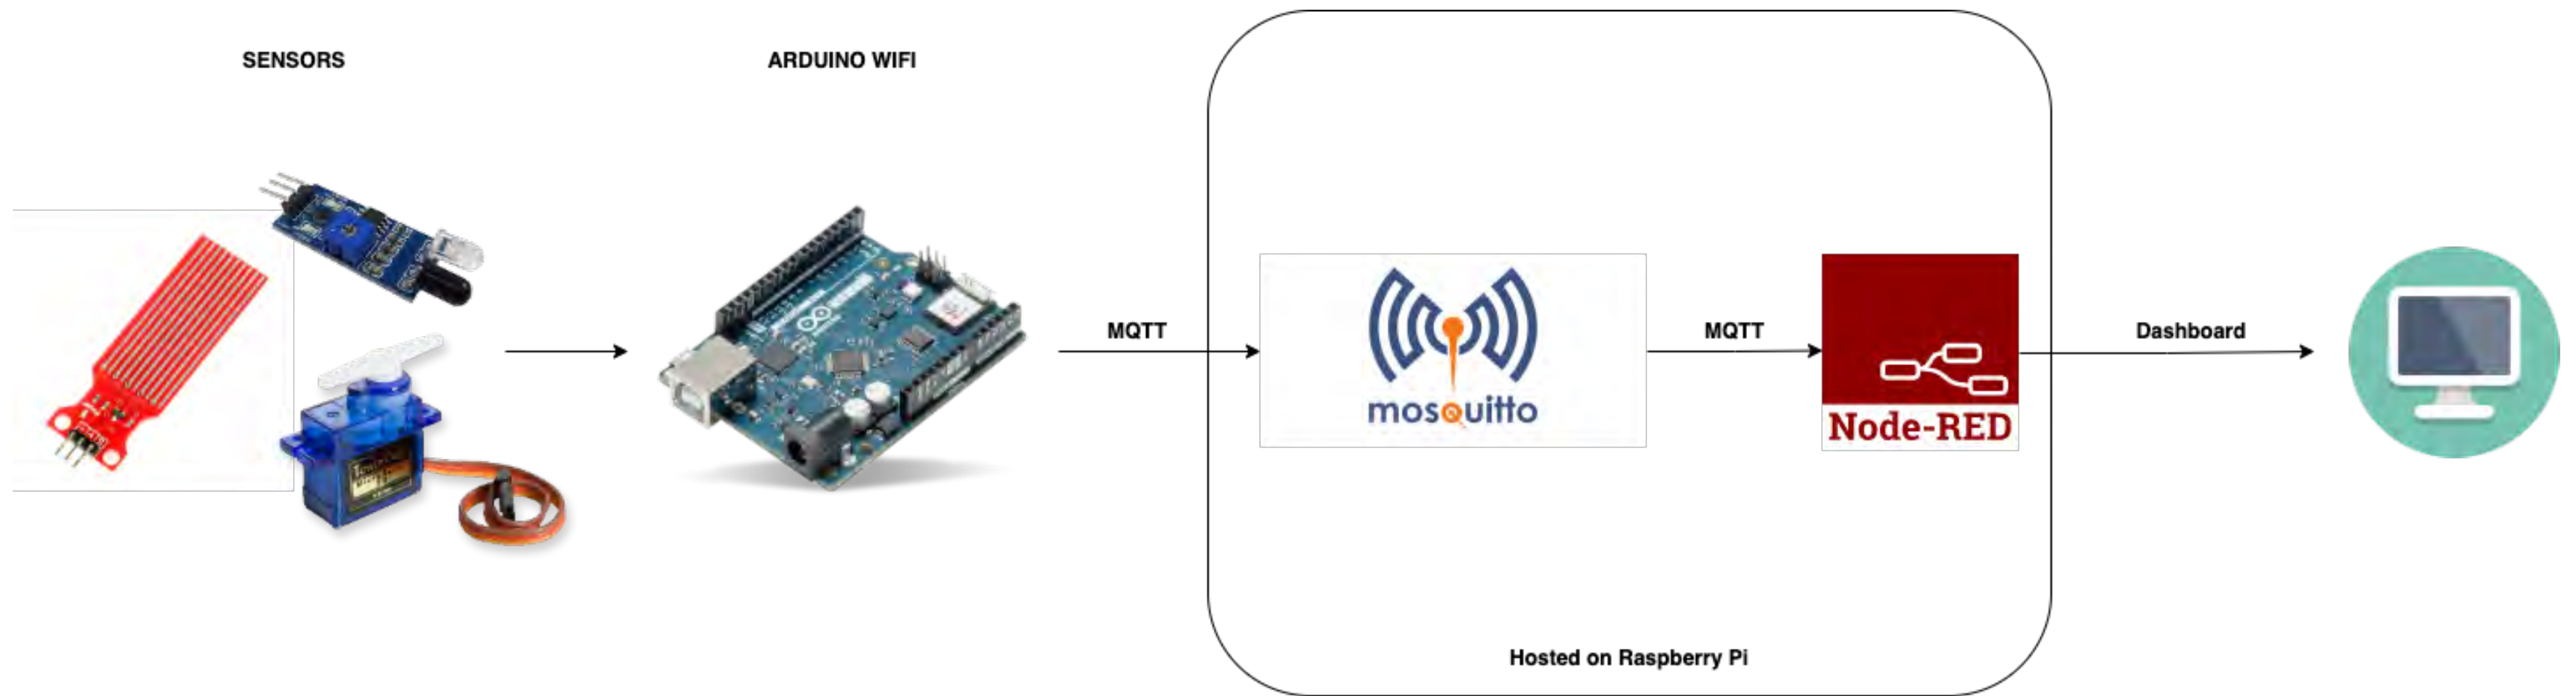 SENSORS
ARDUINO WIFI
MQTT
mosquitto
MQTT
Node-RED
Dashboard
Hosted on Raspberry Pi